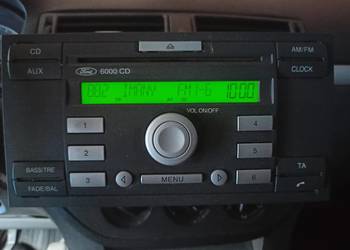 CD
AM/FM
AUX
Ford 6000 CD
CLOCK
IMANY
VOL ON/OFF
1
4
2
5
BASS/TRE
TA
3
MENU
6
FADE/BAL